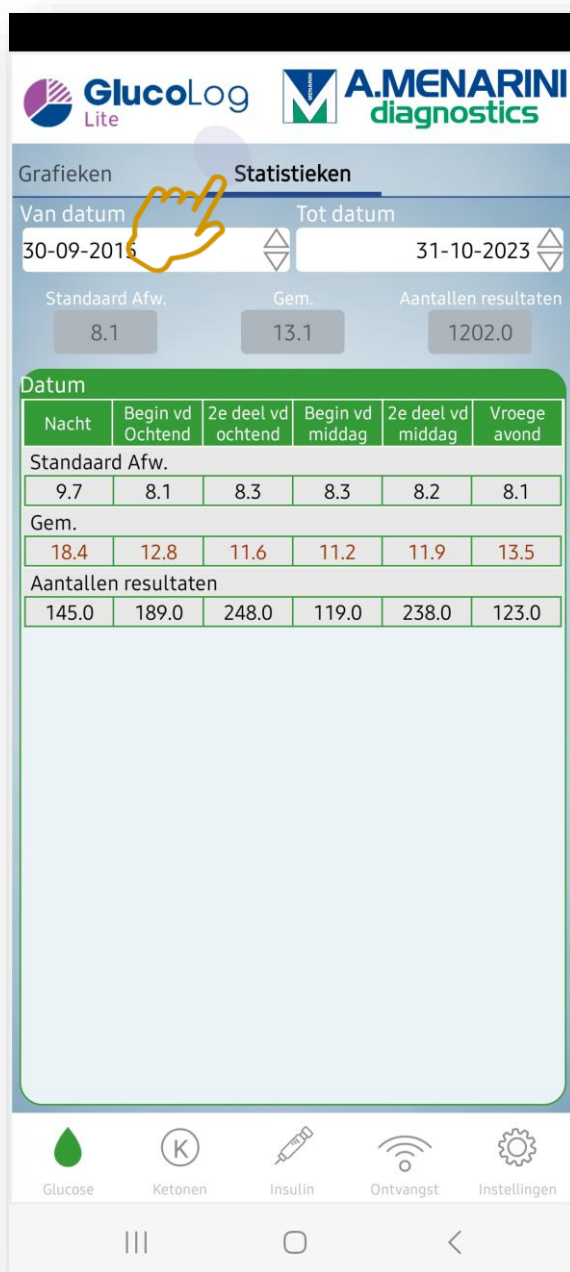 GlucoLog
Lite
A.MENARINI
diagnostics
Grafieken Statistieken
Van datum Tot datum
30-09-2015 31-10-2023
Standaard Afw. Gem. Aantallen resultaten
8.1 13.1 1202.0
Datum
Nacht Begin vd Ochtend 2e deel vd ochtend Begin vd middag 2e deel vd middag Vroege avond
Standaard Afw.
9.7 8.1 8.3 8.3 8.2 8.1
Gem.
18.4 12.8 11.6 11.2 11.9 13.5
Aantallen resultaten
145.0 189.0 248.0 119.0 238.0 123.0
K
Glucose Ketonen Insulin Ontvangst Instellingen